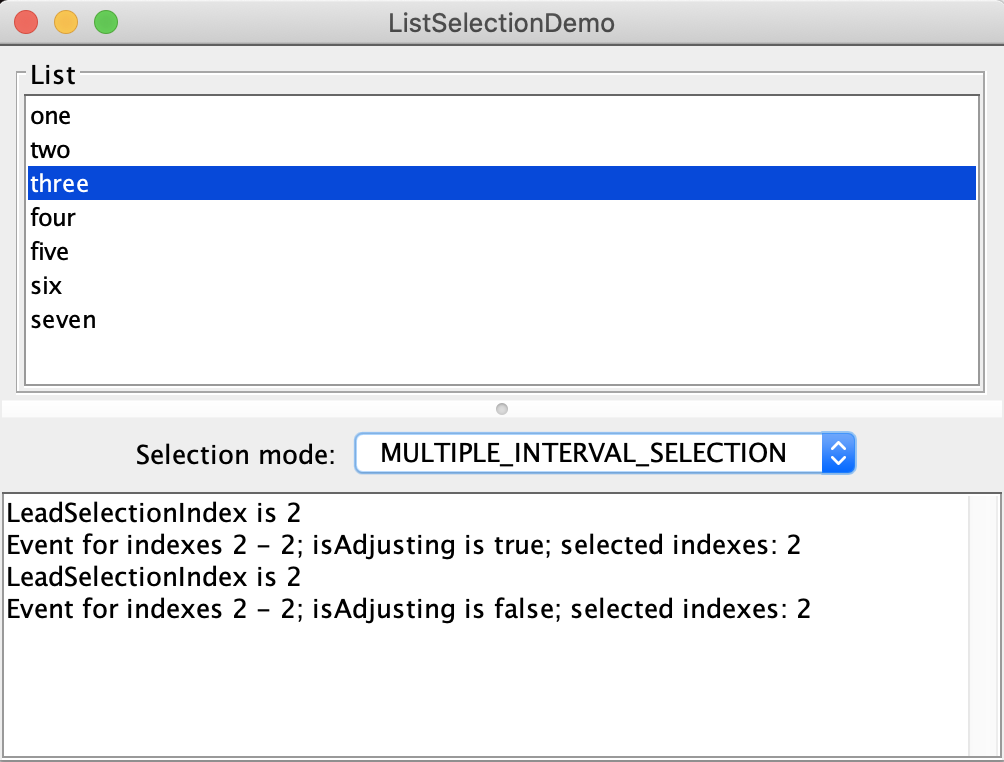 ListSelectionDemo
List
one
two
three
four
five
six
seven
Selection mode: MULTIPLE_INTERVAL_SELECTION
LeadSelectionIndex is 2
Event for indexes 2 - 2; isAdjusting is true; selected indexes: 2
LeadSelectionIndex is 2
Event for indexes 2 - 2; isAdjusting is false; selected indexes: 2